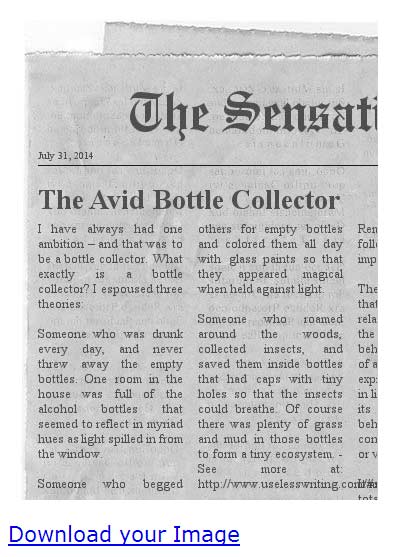 The Sensati
July 31, 2014
The Avid Bottle Collector
I have always had one
ambition – and that was to
be a bottle collector. What
exactly is a bottle
collector? I espoused three
theories:
Someone who was drunk
every day, and never
threw away the empty
bottles. One room in the
house was full of the
alcohol bottles that
seemed to reflect in myriad
hues as light spilled in from
the window.
Someone who begged
others for empty bottles
and colored them all day
with glass paints so that
they appeared magical
when held against light.
Someone who roamed
around the woods,
collected insects, and
saved them inside bottles
that had caps with tiny
holes so that the insects
could breathe. Of course
there was plenty of grass
and mud in those bottles
to form a tiny ecosystem. -
See more at:
http://www.uselesswriting.com/
Ren
foll
imp
The
that
rela
the
beh
of a
exp
in li
its
beh
con
or v
Download your Image